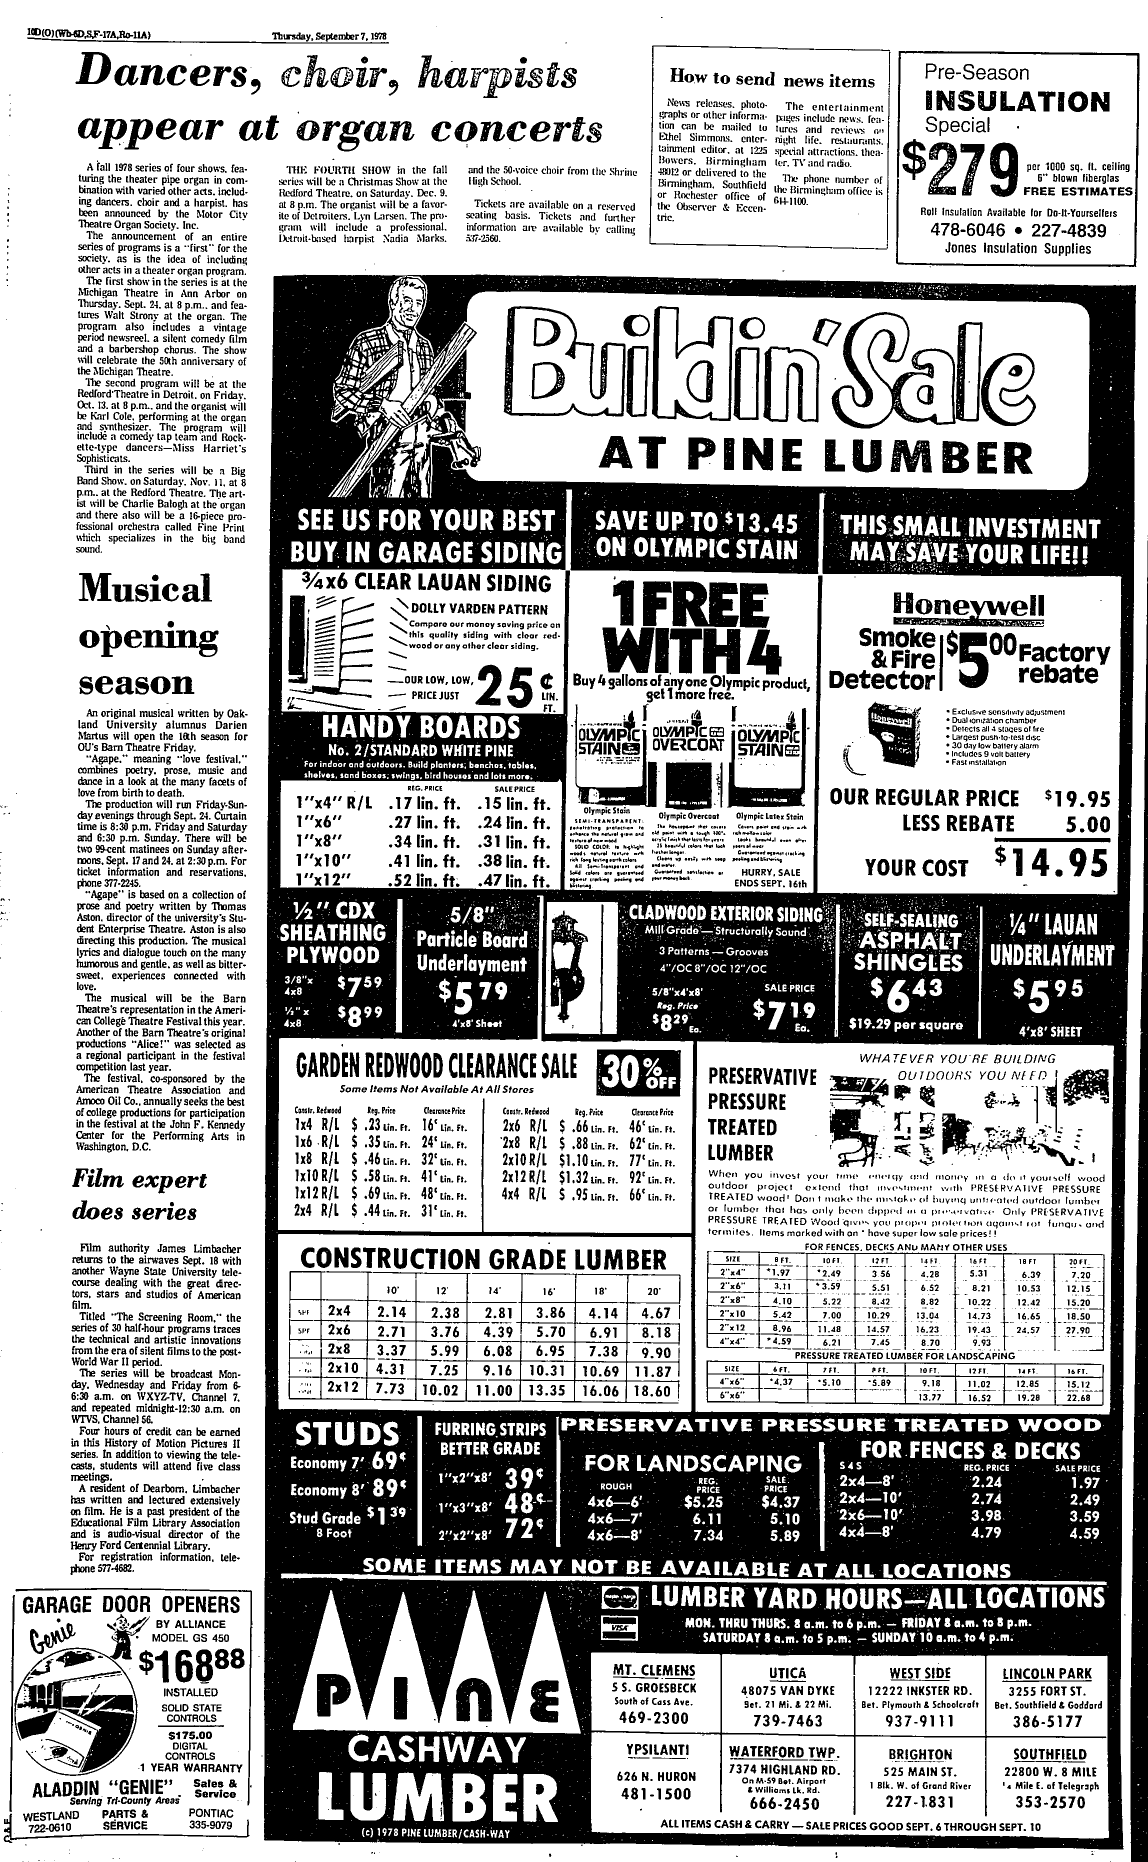 10D(O)(Wb-6D,S,F-17A,Ro-11A)
Thursday, September 7, 1978
Dancers, choir, harpists
appear at organ concerts
A fall 1978 series of four shows, fea-
turing the theater pipe organ in com-
bination with varied other acts, includ-
ing dancers, choir and a harpist, has
been announced by the Motor City
Theatre Organ Society, Inc.
The announcement of an entire
series of programs is a "first" for the
society, as is the idea of including
other acts in a theater organ program.
The first show in the series is at the
Michigan Theatre in Ann Arbor on
Thursday, Sept. 24, at 8 p.m., and fea-
tures Walt Strony at the organ. The
program also includes a vintage
period newsreel, a silent comedy film
and a barbershop chorus. The show
will celebrate the 50th anniversary of
the Michigan Theatre.
The second program will be at the
Redford Theatre in Detroit, on Friday,
Oct. 13, at 8 p.m., and the organist will
be Karl Cole, performing at the organ
and synthesizer. The program will
include a comedy tap team and Rock-
ette-type dancers—Miss Harriet's
Sophisticats.
Third in the series will be a Big
Band Show, on Saturday, Nov. 11, at 8
p.m., at the Redford Theatre. The art-
ist will be Charlie Balogh at the organ
and there also will be a 16-piece pro-
fessional orchestra called Fine Print
which specializes in the big band
sound.
THE FOURTH SHOW in the fall
series will be a Christmas Show at the
Redford Theatre, on Saturday, Dec. 9,
at 8 p.m. The organist will be a favor-
ite of Detroiters, Lyn Larsen. The pro-
gram will include a professional,
Detroit-based harpist Nadia Marks,
and the 50-voice choir from the Shrine
High School.
Tickets are available on a reserved
seating basis. Tickets and further
information are available by calling
537-2560.
How to send news items
News releases, photo-
graphs or other informa-
tion can be mailed to
Ethel Simmons, enter-
tainment editor, at 1225
Bowers, Birmingham
48012 or delivered to the
Birmingham, Southfield
or Rochester office of
the Observer & Eccen-
tric.
The entertainment
pages include news, fea-
tures and reviews on
night life, restaurants,
special attractions, thea-
ter, TV and radio.
The phone number of
the Birmingham office is
644-1100.
Pre-Season
INSULATION
Special
$279 per 1000 sq. ft. ceiling
6" blown fiberglas
FREE ESTIMATES
Roll Insulation Available for Do-It-Yourselfers
478-6046 • 227-4839
Jones Insulation Supplies
Musical
opening
season
An original musical written by Oak-
land University alumnus Darien
Martus will open the 16th season for
OU's Barn Theatre Friday.
"Agape," meaning "love festival,"
combines poetry, prose, music and
dance in a look at the many facets of
love from birth to death.
The production will run Friday-Sun-
day evenings through Sept. 24. Curtain
time is 8:30 p.m. Friday and Saturday
and 6:30 p.m. Sunday. There will be
two 99-cent matinees on Sunday after-
noons, Sept. 17 and 24, at 2:30 p.m. For
ticket information and reservations,
phone 377-2245.
"Agape" is based on a collection of
prose and poetry written by Thomas
Aston, director of the university's Stu-
dent Enterprise Theatre. Aston is also
directing this production. The musical
lyrics and dialogue touch on the many
humorous and gentle, as well as bitter-
sweet, experiences connected with
love.
The musical will be the Barn
Theatre's representation in the Ameri-
can College Theatre Festival this year.
Another of the Barn Theatre's original
productions "Alice!" was selected as
a regional participant in the festival
competition last year.
The festival, co-sponsored by the
American Theatre Association and
Amoco Oil Co., annually seeks the best
of college productions for participation
in the festival at the John F. Kennedy
Center for the Performing Arts in
Washington, D.C.
Film expert
does series
Film authority James Limbacher
returns to the airwaves Sept. 18 with
another Wayne State University tele-
course dealing with the great direc-
tors, stars and studios of American
film.
Titled "The Screening Room," the
series of 30 half-hour programs traces
the technical and artistic innovations
from the era of silent films to the post-
World War II period.
The series will be broadcast Mon-
day, Wednesday and Friday from 6-
6:30 a.m. on WXYZ-TV, Channel 7,
and repeated midnight-12:30 a.m. on
WTVS, Channel 56.
Four hours of credit can be earned
in this History of Motion Pictures II
series. In addition to viewing the tele-
casts, students will attend five class
meetings.
A resident of Dearborn, Limbacher
has written and lectured extensively
on film. He is a past president of the
Educational Film Library Association
and is audio-visual director of the
Henry Ford Centennial Library.
For registration information, tele-
phone 577-4682.
GARAGE DOOR OPENERS
Genie
BY ALLIANCE
MODEL GS 450
$168.88
INSTALLED
SOLID STATE
CONTROLS
$175.00
DIGITAL
CONTROLS
1 YEAR WARRANTY
ALADDIN "GENIE" Sales & Service
Serving Tri-County Areas
WESTLAND 722-0610
PARTS & SERVICE
PONTIAC 335-9079
O&E
Buildin' Sale
AT PINE LUMBER
SEE US FOR YOUR BEST
BUY IN GARAGE SIDING
3/4x6 CLEAR LAUAN SIDING
DOLLY VARDEN PATTERN
Compare our money saving price on
this quality siding with clear red-
wood or any other clear siding.
OUR LOW, LOW,
PRICE JUST 25¢ LIN. FT.
HANDY BOARDS
No. 2/STANDARD WHITE PINE
For indoor and outdoors. Build planters, benches, tables,
shelves, sand boxes, swings, bird houses and lots more.
REG. PRICE SALE PRICE
1"x4" R/L .17 lin. ft. .15 lin. ft.
1"x6" .27 lin. ft. .24 lin. ft.
1"x8" .34 lin. ft. .31 lin. ft.
1"x10" .41 lin. ft. .38 lin. ft.
1"x12" .52 lin. ft. .47 lin. ft.
SAVE UP TO $13.45
ON OLYMPIC STAIN
1 FREE
WITH 4
Buy 4 gallons of any one Olympic product,
get 1 more free.
OLYMPIC STAIN
OLYMPIC OVERCOAT
OLYMPIC STAIN
Olympic Stain
SEMI-TRANSPARENT:
Olympic Overcoat
Olympic Latex Stain
HURRY, SALE
ENDS SEPT. 16th
THIS SMALL INVESTMENT
MAY SAVE YOUR LIFE!!
Honeywell
Smoke
& Fire
Detector
$5.00 Factory
rebate
• Exclusive sensitivity adjustment
• Dual ionization chamber
• Detects all 4 stages of fire
• Largest push-to-test disc
• 30 day low battery alarm
• Includes 9 volt battery
• Fast installation
OUR REGULAR PRICE $19.95
LESS REBATE 5.00
YOUR COST $14.95
1/2" CDX
SHEATHING
PLYWOOD
3/8"x 4x8 $7.59
1/2"x 4x8 $8.99
5/8"
Particle Board
Underlayment
$5.79
4'x8' Sheet
CLADWOOD EXTERIOR SIDING
Mill Grade — Structurally Sound
3 Patterns — Grooves
4"/OC 8"/OC 12"/OC
5/8"x4'x8'
Reg. Price $8.29 Ea.
SALE PRICE $7.19 Ea.
SELF-SEALING
ASPHALT
SHINGLES
$6.43
$19.29 per square
1/4" LAUAN
UNDERLAYMENT
$5.95
4'x8' SHEET
GARDEN REDWOOD CLEARANCE SALE 30% OFF
Some Items Not Available At All Stores
Constr. Redwood Reg. Price Clearance Price
1x4 R/L $ .23 Lin. Ft. 16¢ Lin. Ft.
1x6 R/L $ .35 Lin. Ft. 24¢ Lin. Ft.
1x8 R/L $ .46 Lin. Ft. 32¢ Lin. Ft.
1x10 R/L $ .58 Lin. Ft. 41¢ Lin. Ft.
1x12 R/L $ .69 Lin. Ft. 48¢ Lin. Ft.
2x4 R/L $ .44 Lin. Ft. 31¢ Lin. Ft.
Constr. Redwood Reg. Price Clearance Price
2x6 R/L $ .66 Lin. Ft. 46¢ Lin. Ft.
2x8 R/L $ .88 Lin. Ft. 62¢ Lin. Ft.
2x10 R/L $1.10 Lin. Ft. 77¢ Lin. Ft.
2x12 R/L $1.32 Lin. Ft. 92¢ Lin. Ft.
4x4 R/L $ .95 Lin. Ft. 66¢ Lin. Ft.
CONSTRUCTION GRADE LUMBER
10' 12' 14' 16' 18' 20'
SPF 2x4 2.14 2.38 2.81 3.86 4.14 4.67
SPF 2x6 2.71 3.76 4.39 5.70 6.91 8.18
2x8 3.37 5.99 6.08 6.95 7.38 9.90
2x10 4.31 7.25 9.16 10.31 10.69 11.87
2x12 7.73 10.02 11.00 13.35 16.06 18.60
WHATEVER YOU'RE BUILDING
OUTDOORS YOU NEED
PRESERVATIVE
PRESSURE
TREATED
LUMBER
When you invest your time energy and money in a do it yourself wood
outdoor project extend that investment with PRESERVATIVE PRESSURE
TREATED wood! Don't make the mistake of buying untreated outdoor lumber
or lumber that has only been dipped in a preservative. Only PRESERVATIVE
PRESSURE TREATED Wood gives you proper protection against rot fungus and
termites. Items marked with an * have super low sale prices!!
FOR FENCES, DECKS AND MANY OTHER USES
SIZE 8 FT. 10 FT. 12 FT 14 FT 16 FT 18 FT 20 FT
2"x4" *1.97 *2.49 3.56 4.28 5.31 6.39 7.20
2"x6" 3.11 *3.59 5.51 6.52 8.21 10.53 12.15
2"x8" 4.10 5.22 8.42 8.82 10.22 12.42 15.20
2"x10 5.42 7.00 10.29 13.04 14.73 16.65 18.50
2"x12 8.96 11.48 14.57 16.23 19.43 24.57 27.90
4"x4" *4.59 6.21 7.45 8.70 9.93
PRESSURE TREATED LUMBER FOR LANDSCAPING
SIZE 6 FT. 7 FT. 8 FT. 10 FT 12 FT. 14 FT 16 FT
4"x6" *4.37 *5.10 *5.89 9.18 11.02 12.85 15.12
6"x6" 13.77 16.52 19.28 22.68
STUDS
Economy 7' 69¢
Economy 8' 89¢
Stud Grade 8 Foot $1.39
FURRING STRIPS
BETTER GRADE
1"x2"x8' 39¢
1"x3"x8' 48¢
2"x2"x8' 72¢
PRESERVATIVE PRESSURE TREATED WOOD
FOR LANDSCAPING
ROUGH REG. PRICE SALE PRICE
4x6—6' $5.25 $4.37
4x6—7' 6.11 5.10
4x6—8' 7.34 5.89
FOR FENCES & DECKS
S4S REG. PRICE SALE PRICE
2x4—8' 2.24 1.97
2x4—10' 2.74 2.49
2x6—10' 3.98 3.59
4x4—8' 4.79 4.59
SOME ITEMS MAY NOT BE AVAILABLE AT ALL LOCATIONS
PINE
CASHWAY
LUMBER
(c) 1978 PINE LUMBER/CASH-WAY
VISA
LUMBER YARD HOURS—ALL LOCATIONS
MON. THRU THURS. 8 a.m. to 6 p.m. — FRIDAY 8 a.m. to 8 p.m.
SATURDAY 8 a.m. to 5 p.m. — SUNDAY 10 a.m. to 4 p.m.
MT. CLEMENS
5 S. GROESBECK
South of Cass Ave.
469-2300
UTICA
48075 VAN DYKE
Bet. 21 Mi. & 22 Mi.
739-7463
WEST SIDE
12222 INKSTER RD.
Bet. Plymouth & Schoolcraft
937-9111
LINCOLN PARK
3255 FORT ST.
Bet. Southfield & Goddard
386-5177
YPSILANTI
626 N. HURON
481-1500
WATERFORD TWP.
7374 HIGHLAND RD.
On M-59 Bet. Airport
& Williams Lk. Rd.
666-2450
BRIGHTON
525 MAIN ST.
1 Blk. W. of Grand River
227-1831
SOUTHFIELD
22800 W. 8 MILE
1/4 Mile E. of Telegraph
353-2570
ALL ITEMS CASH & CARRY — SALE PRICES GOOD SEPT. 6 THROUGH SEPT. 10